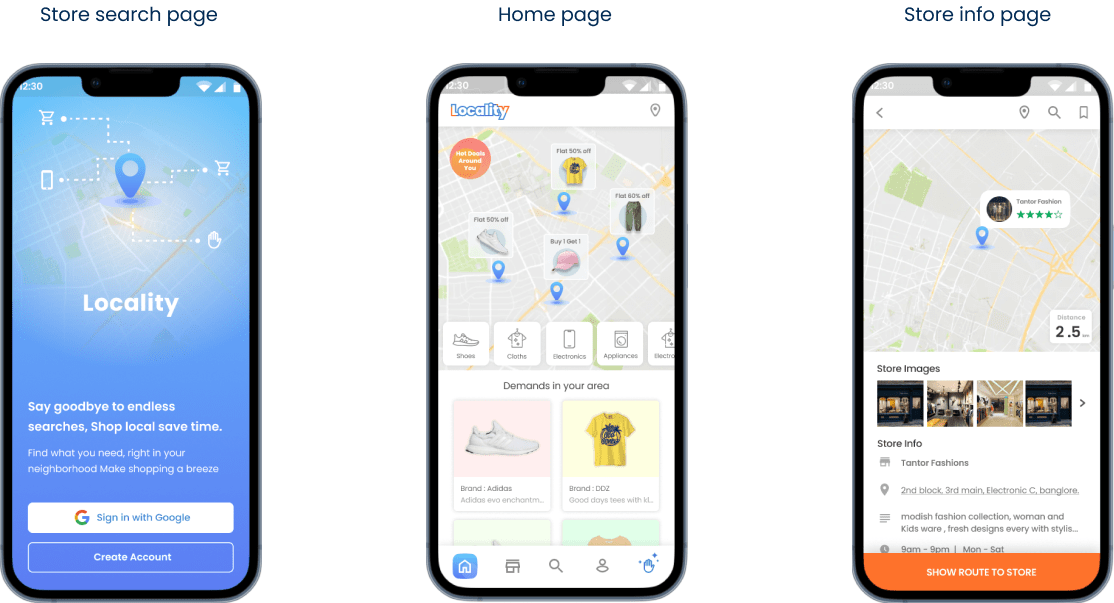 Store search page
Home page
Store info page
12:30
Locality
Say goodbye to endless
searches, Shop local save time.
Find what you need, right in your
neighborhood Make shopping a breeze
Sign in with Google
Create Account
12:30
Locality
Hot Deals
Around
You
Flat 50% off
Flat 60% off
Flat 50% off
Buy 1 Get 1
Shoes
Cloths
Electronics
Appliances
Electro
Demands in your area
Brand : Adidas
Adidas eva enchantm...
Brand : DDZ
Good days tees with kl...
12:30
Tantor Fashion
Distance
2 .5
Store Images
Store Info
Tantor Fashions
2nd block, 3rd main, Electronic C, banglore.
modish fashion collection, woman and
Kids ware , fresh designs every with stylis...
9am - 9pm | Mon - Sat
SHOW ROUTE TO STORE